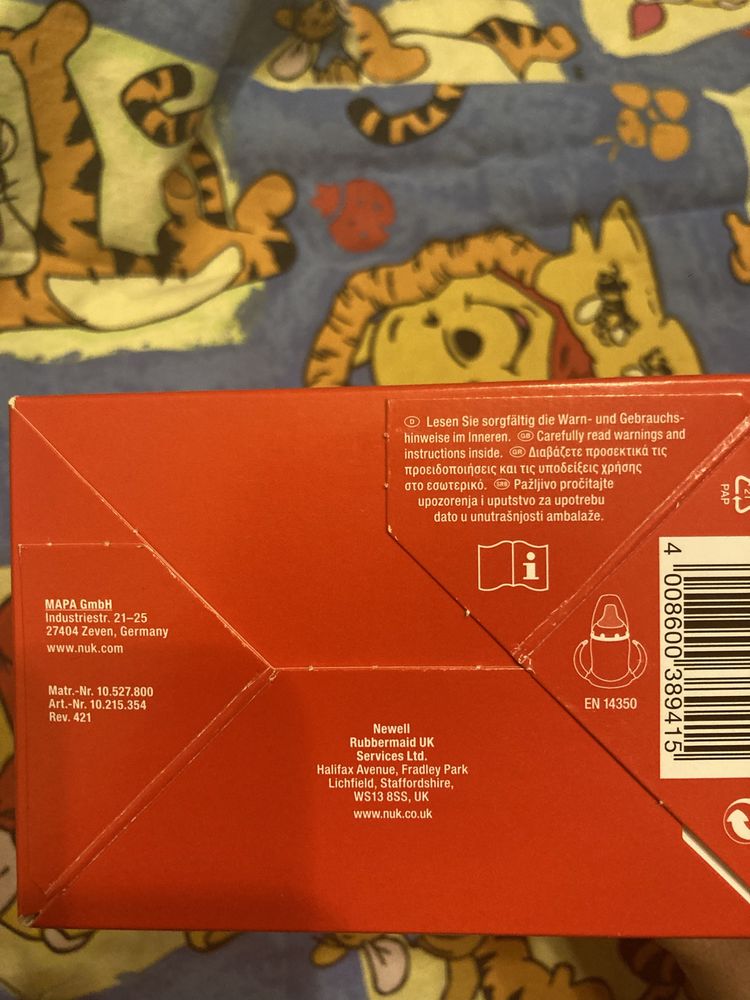 (D) Lesen Sie sorgfältig die Warn- und Gebrauchs-
hinweise im Inneren. (GB) Carefully read warnings and
instructions inside. (GR) Διαβάζετε προσεκτικά τις
προειδοποιήσεις και τις υποδείξεις χρήσης
στο εσωτερικό. (SRB) Pažljivo pročitajte
upozorenja i uputstvo za upotrebu
dato u unutrašnjosti ambalaže.
i
21
PAP
MAPA GmbH
Industriestr. 21–25
27404 Zeven, Germany
www.nuk.com
Matr.-Nr. 10.527.800
Art.-Nr. 10.215.354
Rev. 421
EN 14350
4 008600 389415
Newell
Rubbermaid UK
Services Ltd.
Halifax Avenue, Fradley Park
Lichfield, Staffordshire,
WS13 8SS, UK
www.nuk.co.uk